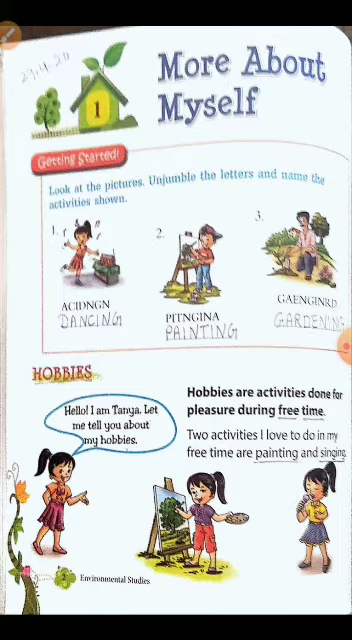 29.4.20
More About
Myself
1
Getting Started!
Look at the pictures. Unjumble the letters and name the
activities shown.
1.
2.
3.
ACIDNGN
PITNGINA
GAENGINRD
DANCING
PAINTING
GARDENING
HOBBIES
Hello! I am Tanya. Let
me tell you about
my hobbies.
Hobbies are activities done for
pleasure during free time.
Two activities I love to do in my
free time are painting and singing.
2
Environmental Studies